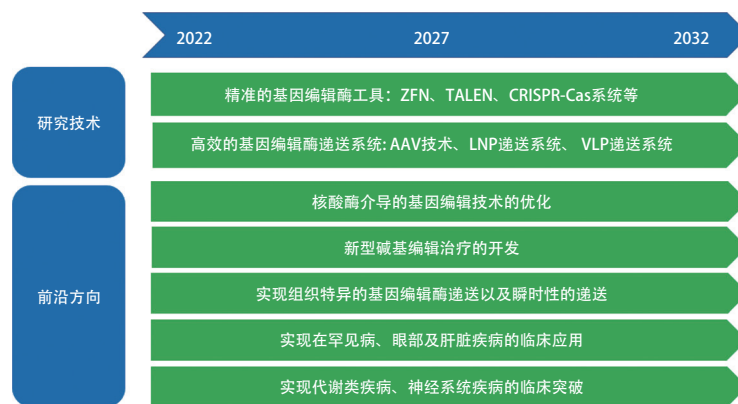 2022 2027 2032
研究技术
精准的基因编辑酶工具：ZFN、TALEN、CRISPR-Cas系统等
高效的基因编辑酶递送系统: AAV技术、LNP递送系统、 VLP递送系统
前沿方向
核酸酶介导的基因编辑技术的优化
新型碱基编辑治疗的开发
实现组织特异的基因编辑酶递送以及瞬时性的递送
实现在罕见病、眼部及肝脏疾病的临床应用
实现代谢类疾病、神经系统疾病的临床突破